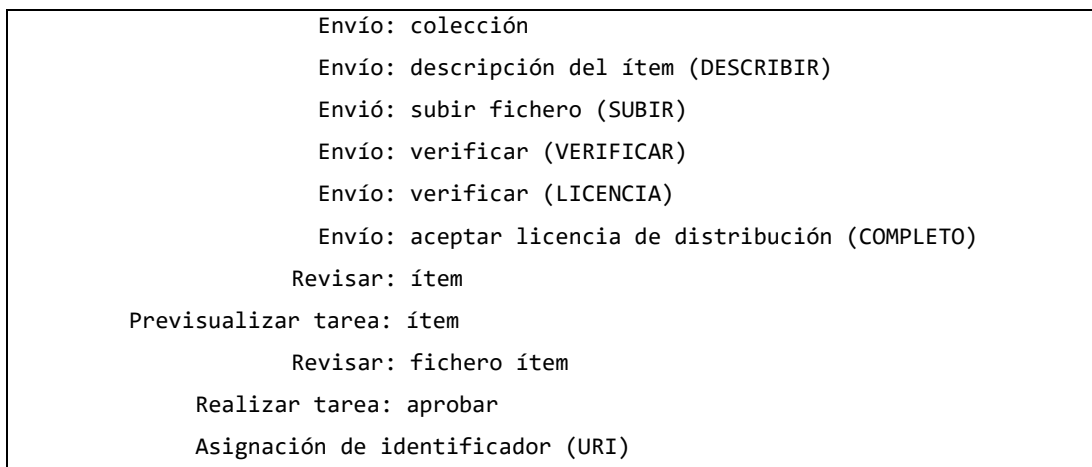 Envío: colección
Envío: descripción del ítem (DESCRIBIR)
Envió: subir fichero (SUBIR)
Envío: verificar (VERIFICAR)
Envío: verificar (LICENCIA)
Envío: aceptar licencia de distribución (COMPLETO)
Revisar: ítem
Previsualizar tarea: ítem
Revisar: fichero ítem
Realizar tarea: aprobar
Asignación de identificador (URI)